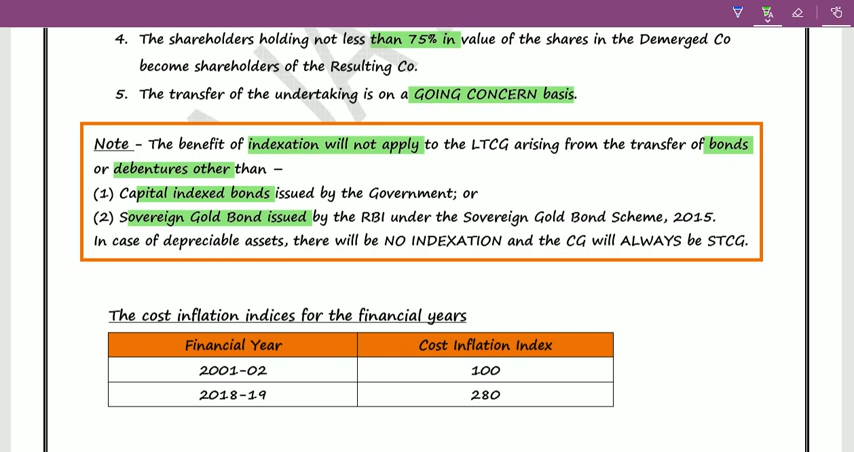 4. The shareholders holding not less than 75% in value of the shares in the Demerged Co
become shareholders of the Resulting Co.
5. The transfer of the undertaking is on a GOING CONCERN basis.
Note - The benefit of indexation will not apply to the LTCG arising from the transfer of bonds
or debentures other than –
(1) Capital indexed bonds issued by the Government; or
(2) Sovereign Gold Bond issued by the RBI under the Sovereign Gold Bond Scheme, 2015.
In case of depreciable assets, there will be NO INDEXATION and the CG will ALWAYS be STCG.
The cost inflation indices for the financial years
Financial Year Cost Inflation Index
2001-02 100
2018-19 280